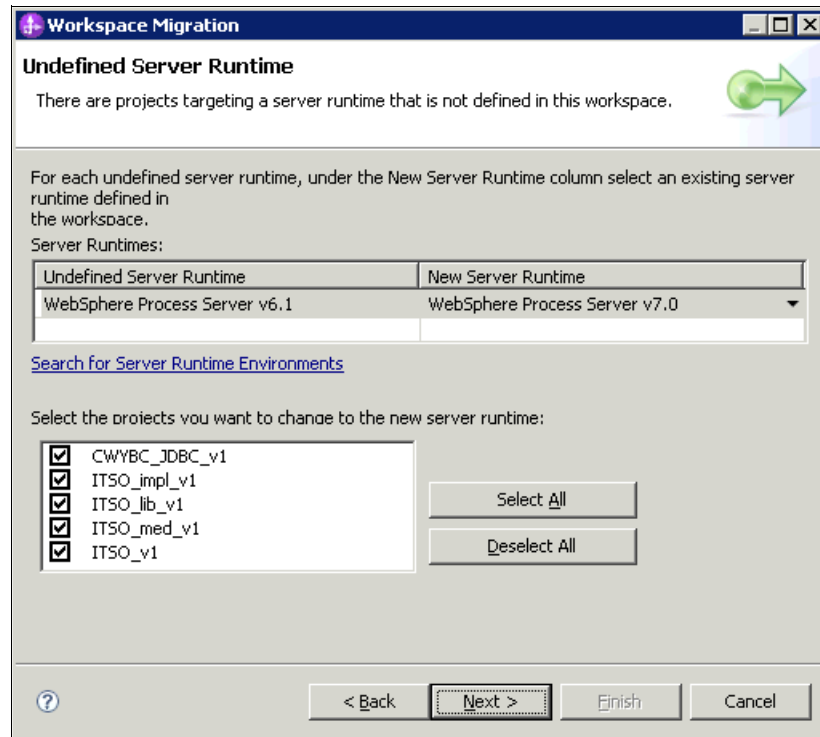 Workspace Migration
Undefined Server Runtime
There are projects targeting a server runtime that is not defined in this workspace.
For each undefined server runtime, under the New Server Runtime column select an existing server
runtime defined in
the workspace.
Server Runtimes:
Undefined Server Runtime New Server Runtime
WebSphere Process Server v6.1 WebSphere Process Server v7.0
Search for Server Runtime Environments
Select the projects you want to change to the new server runtime:
CWYBC_JDBC_v1
ITSO_impl_v1
ITSO_lib_v1
ITSO_med_v1
ITSO_v1
Select All
Deselect All
? < Back Next > Finish Cancel